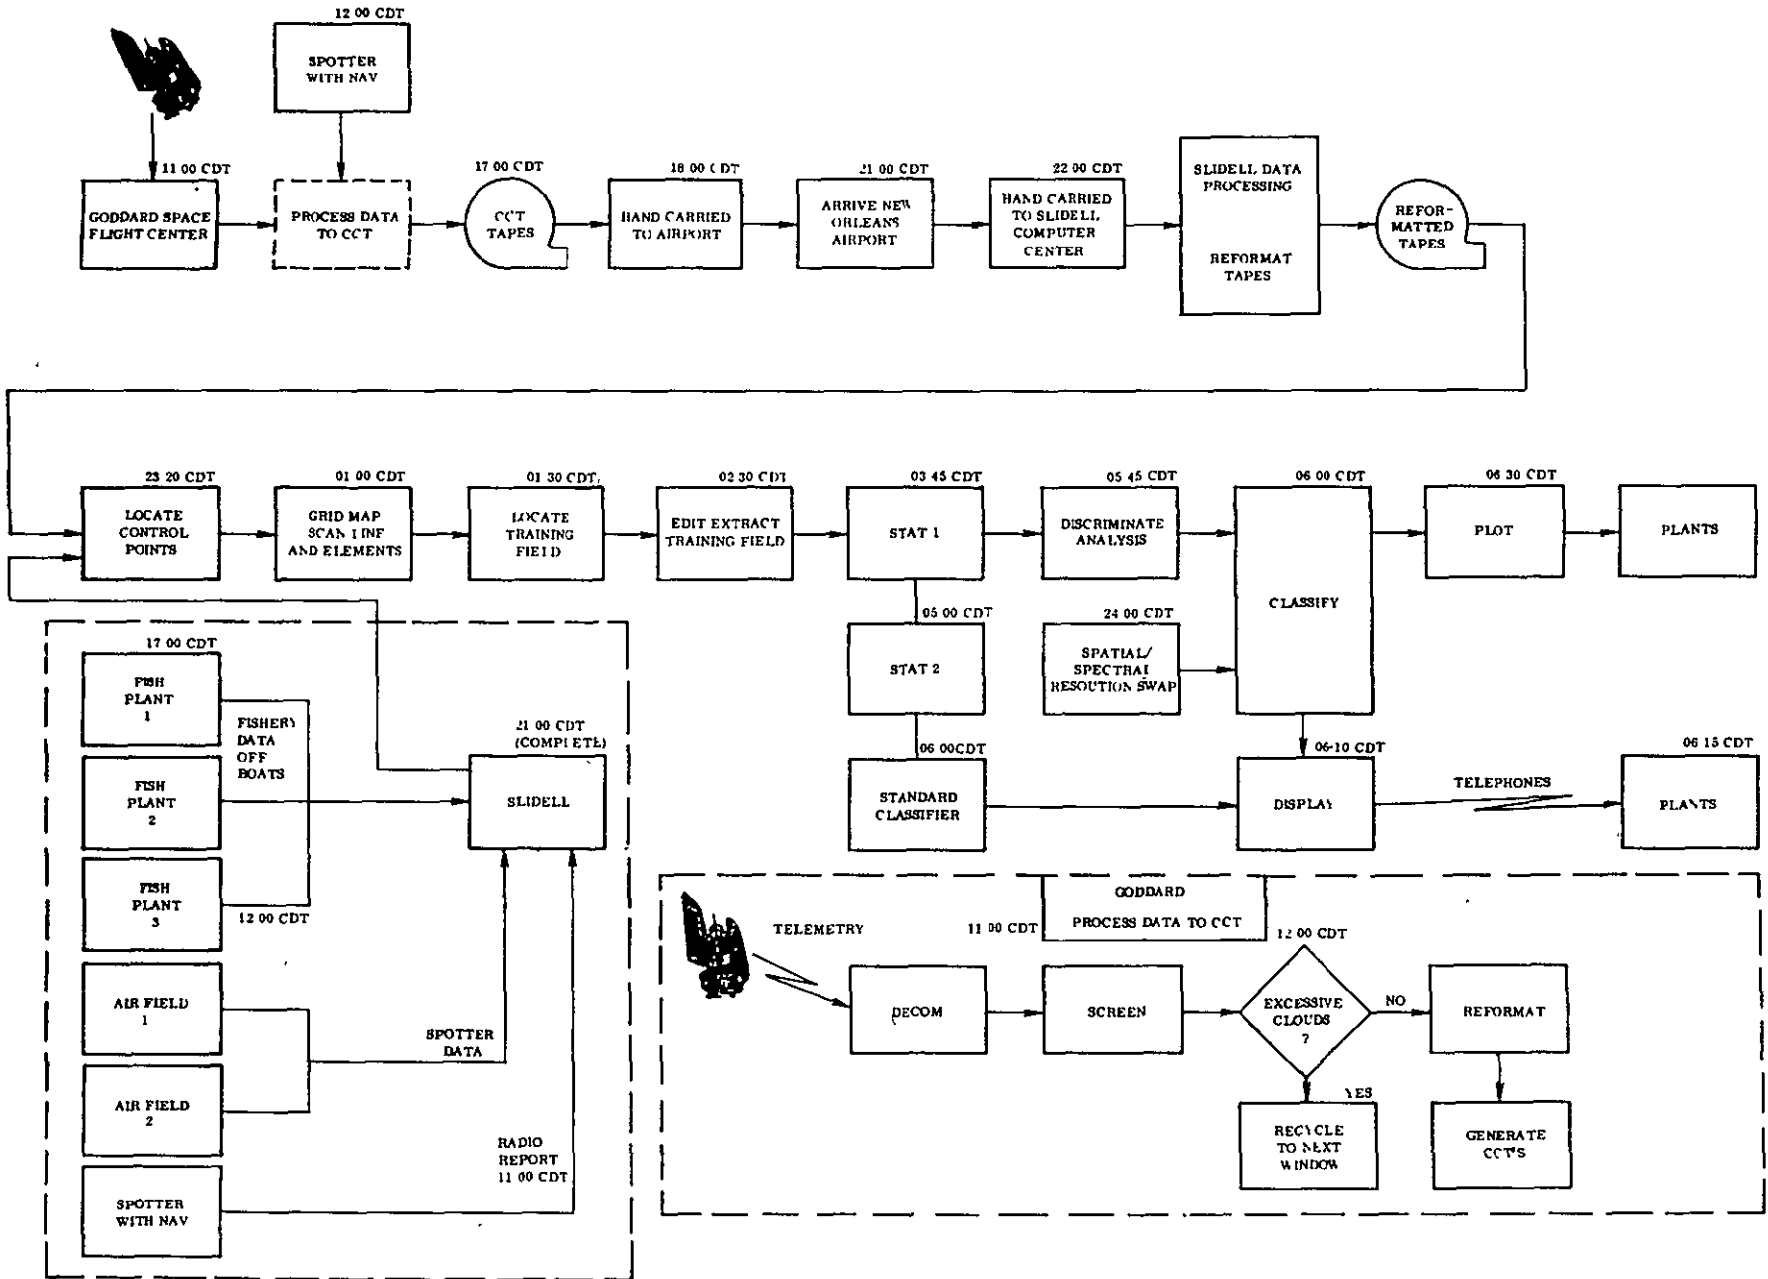 12 00 CDT
SPOTTER
WITH NAV
11 00 CDT
GODDARD SPACE
FLIGHT CENTER
PROCESS DATA
TO CCT
17 00 CDT
CCT
TAPES
18 00 CDT
HAND CARRIED
TO AIRPORT
21 00 CDT
ARRIVE NEW
ORLEANS
AIRPORT
22 00 CDT
HAND CARRIED
TO SLIDELL
COMPUTER
CENTER
SLIDELL DATA
PROCESSING
REFORMAT
TAPES
REFOR-
MATTED
TAPES
23 20 CDT
LOCATE
CONTROL
POINTS
01 00 CDT
GRID MAP
SCAN LINE
AND ELEMENTS
01 30 CDT
LOCATE
TRAINING
FIELD
02 30 CDT
EDIT EXTRACT
TRAINING FIELD
03 45 CDT
STAT 1
05 45 CDT
DISCRIMINATE
ANALYSIS
06 00 CDT
CLASSIFY
06 30 CDT
PLOT
PLANTS
05 00 CDT
STAT 2
24 00 CDT
SPATIAL/
SPECTRAL
RESOUTION SWAP
06 00 CDT
STANDARD
CLASSIFIER
06-10 CDT
DISPLAY
TELEPHONES
06 15 CDT
PLANTS
17 00 CDT
FISH
PLANT
1
FISH
PLANT
2
FISH
PLANT
3
12 00 CDT
FISHERY
DATA
OFF
BOATS
21 00 CDT
(COMPLETE)
SLIDELL
AIR FIELD
1
AIR FIELD
2
SPOTTER
DATA
SPOTTER
WITH NAV
RADIO
REPORT
11 00 CDT
GODDARD
PROCESS DATA TO CCT
TELEMETRY
11 00 CDT
DECOM
SCREEN
12 00 CDT
EXCESSIVE
CLOUDS
?
NO
REFORMAT
YES
RECYCLE
TO NEXT
WINDOW
GENERATE
CCT'S